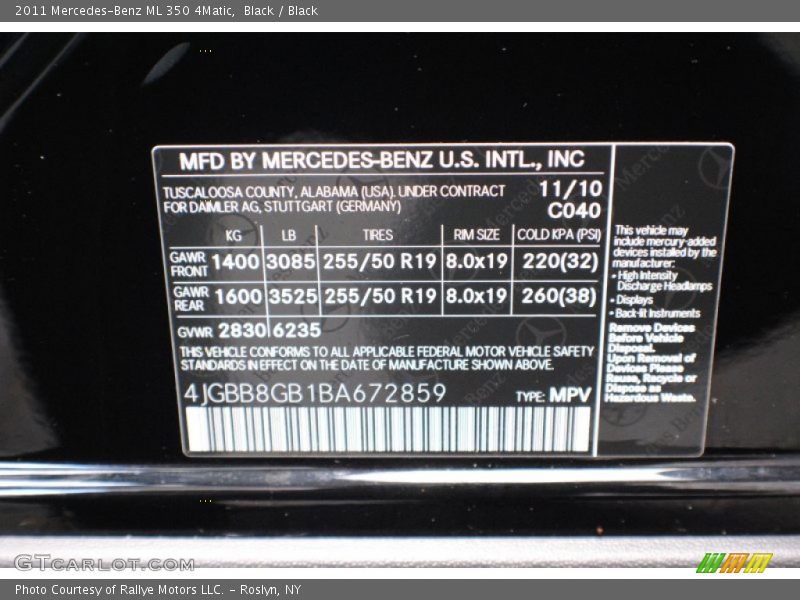 2011 Mercedes-Benz ML 350 4Matic,  Black / Black
MFD BY MERCEDES-BENZ U.S. INTL., INC
TUSCALOOSA COUNTY, ALABAMA (USA), UNDER CONTRACT
FOR DAIMLER AG, STUTTGART (GERMANY)
11/10
C040
KG LB TIRES RIM SIZE COLD KPA (PSI)
GAWR FRONT 1400 3085 255/50 R19 8.0x19 220(32)
GAWR REAR 1600 3525 255/50 R19 8.0x19 260(38)
GVWR 2830 6235
THIS VEHICLE CONFORMS TO ALL APPLICABLE FEDERAL MOTOR VEHICLE SAFETY
STANDARDS IN EFFECT ON THE DATE OF MANUFACTURE SHOWN ABOVE.
4JGBB8GB1BA672859 TYPE: MPV
This vehicle may
include mercury-added
devices installed by the
manufacturer:
• High Intensity
Discharge Headlamps
• Displays
• Back-lit Instruments
Remove Devices
Before Vehicle
Disposal.
Upon Removal of
Devices Please
Reuse, Recycle or
Dispose as
Hazardous Waste.
GTCARLOT.COM
Photo Courtesy of Rallye Motors LLC. - Roslyn, NY